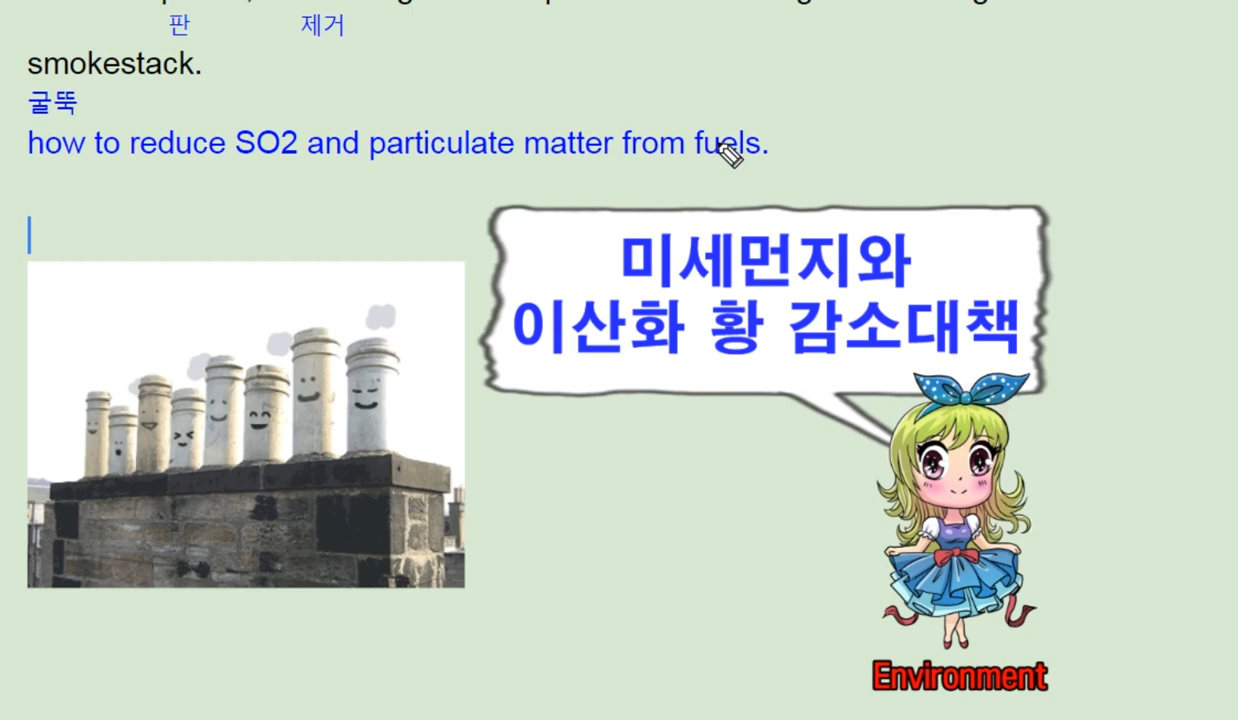 판 제거
smokestack.
굴뚝
how to reduce SO2 and particulate matter from fuels.
미세먼지와
이산화 황 감소대책
Environment